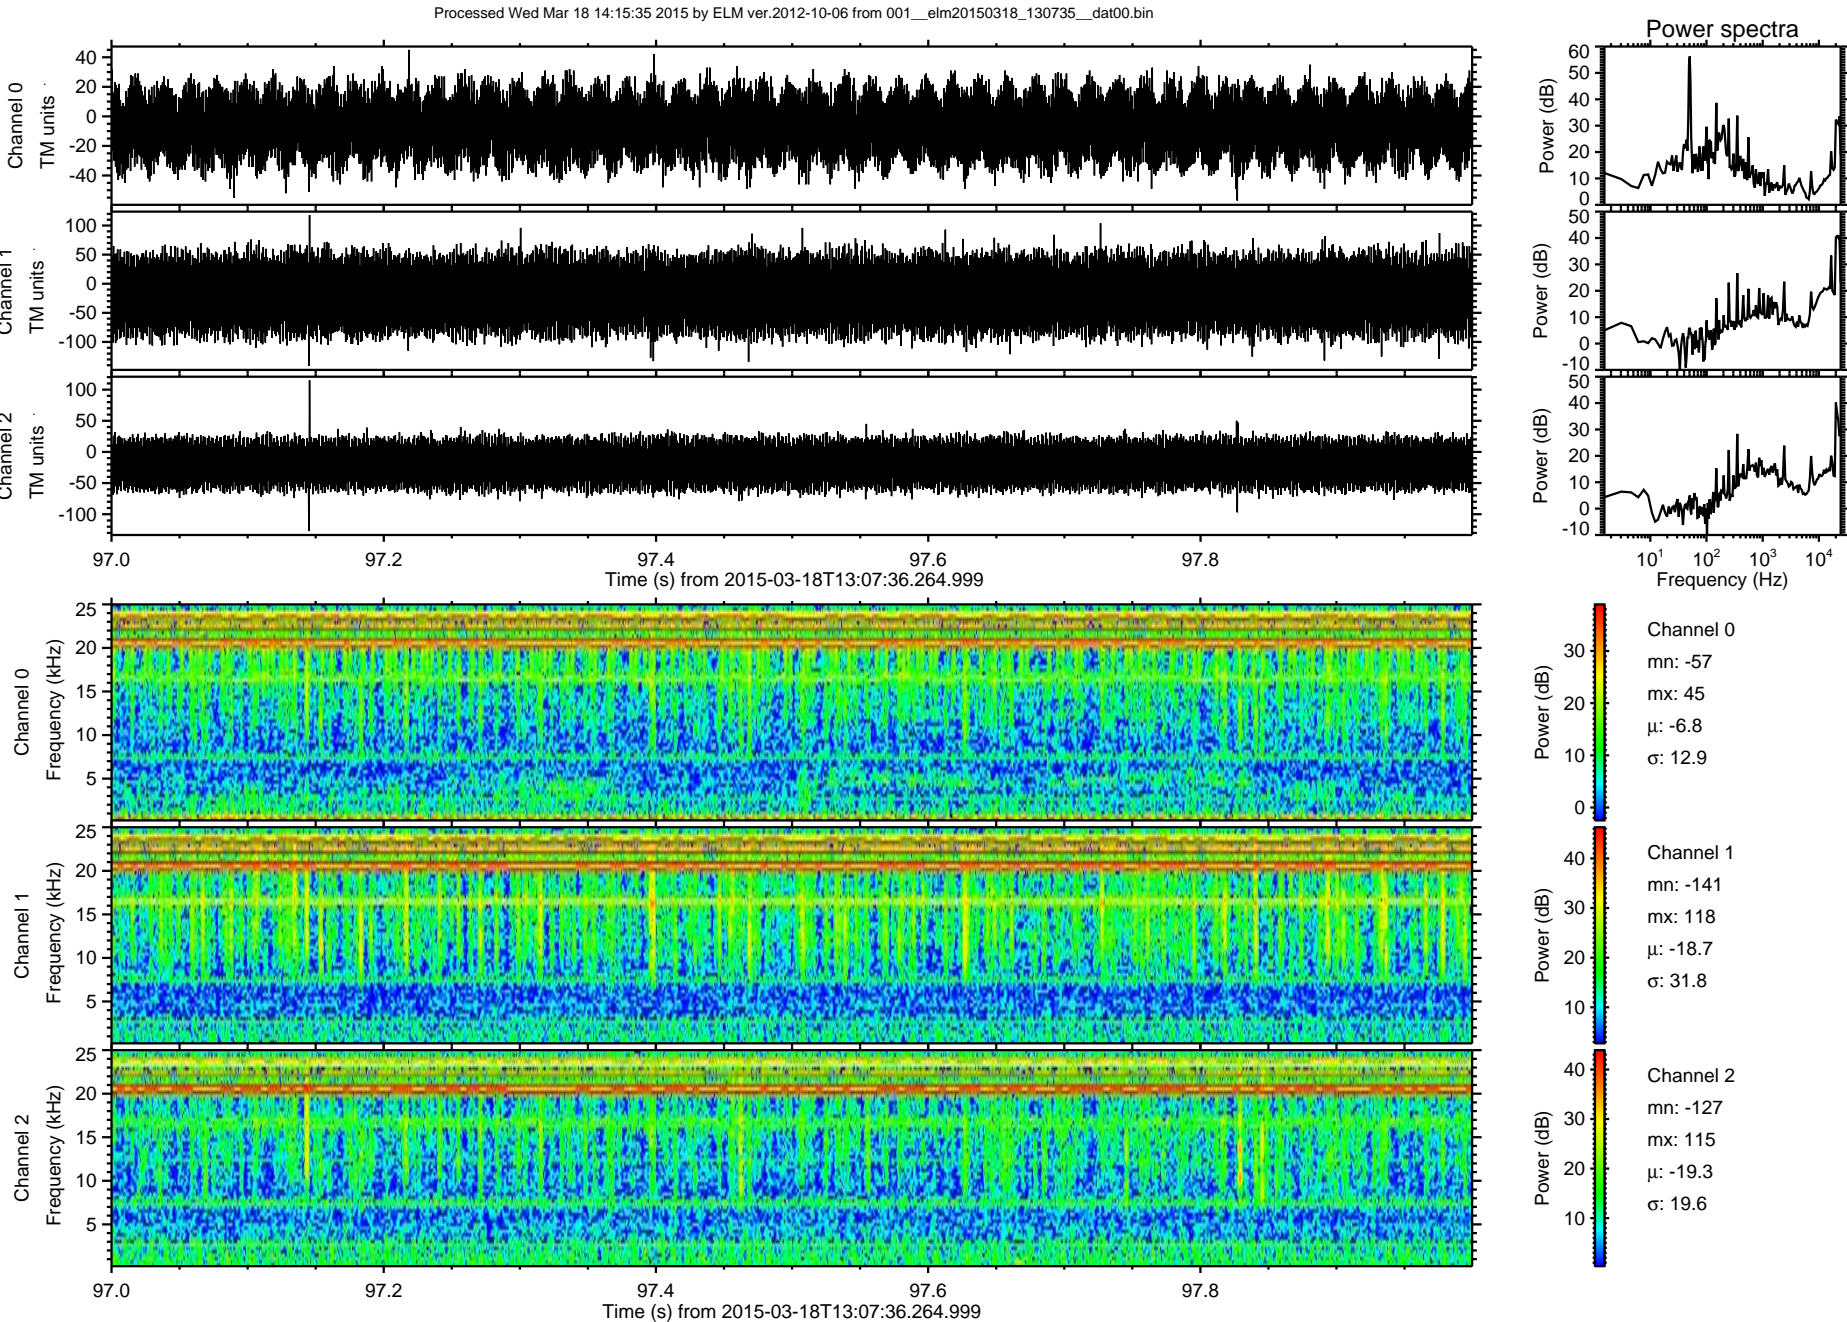 Processed Wed Mar 18 14:15:35 2015 by ELM ver.2012-10-06 from 001__elm20150318_130735__dat00.bin
Power spectra
Channel 0
TM units
40
20
0
-20
-40
Power (dB)
60
50
40
30
20
10
0
Channel 1
TM units
100
50
0
-50
-100
Power (dB)
50
40
30
20
10
0
-10
Channel 2
TM units
100
50
0
-50
-100
Power (dB)
50
40
30
20
10
0
-10
97.0 97.2 97.4 97.6 97.8
Time (s) from 2015-03-18T13:07:36.264.999
10^1 10^2 10^3 10^4
Frequency (Hz)
Channel 0
Frequency (kHz)
25
20
15
10
5
Power (dB)
30
20
10
0
Channel 0
mn: -57
mx: 45
μ: -6.8
σ: 12.9
Channel 1
Frequency (kHz)
25
20
15
10
5
Power (dB)
40
30
20
10
Channel 1
mn: -141
mx: 118
μ: -18.7
σ: 31.8
Channel 2
Frequency (kHz)
25
20
15
10
5
Power (dB)
40
30
20
10
Channel 2
mn: -127
mx: 115
μ: -19.3
σ: 19.6
97.0 97.2 97.4 97.6 97.8
Time (s) from 2015-03-18T13:07:36.264.999